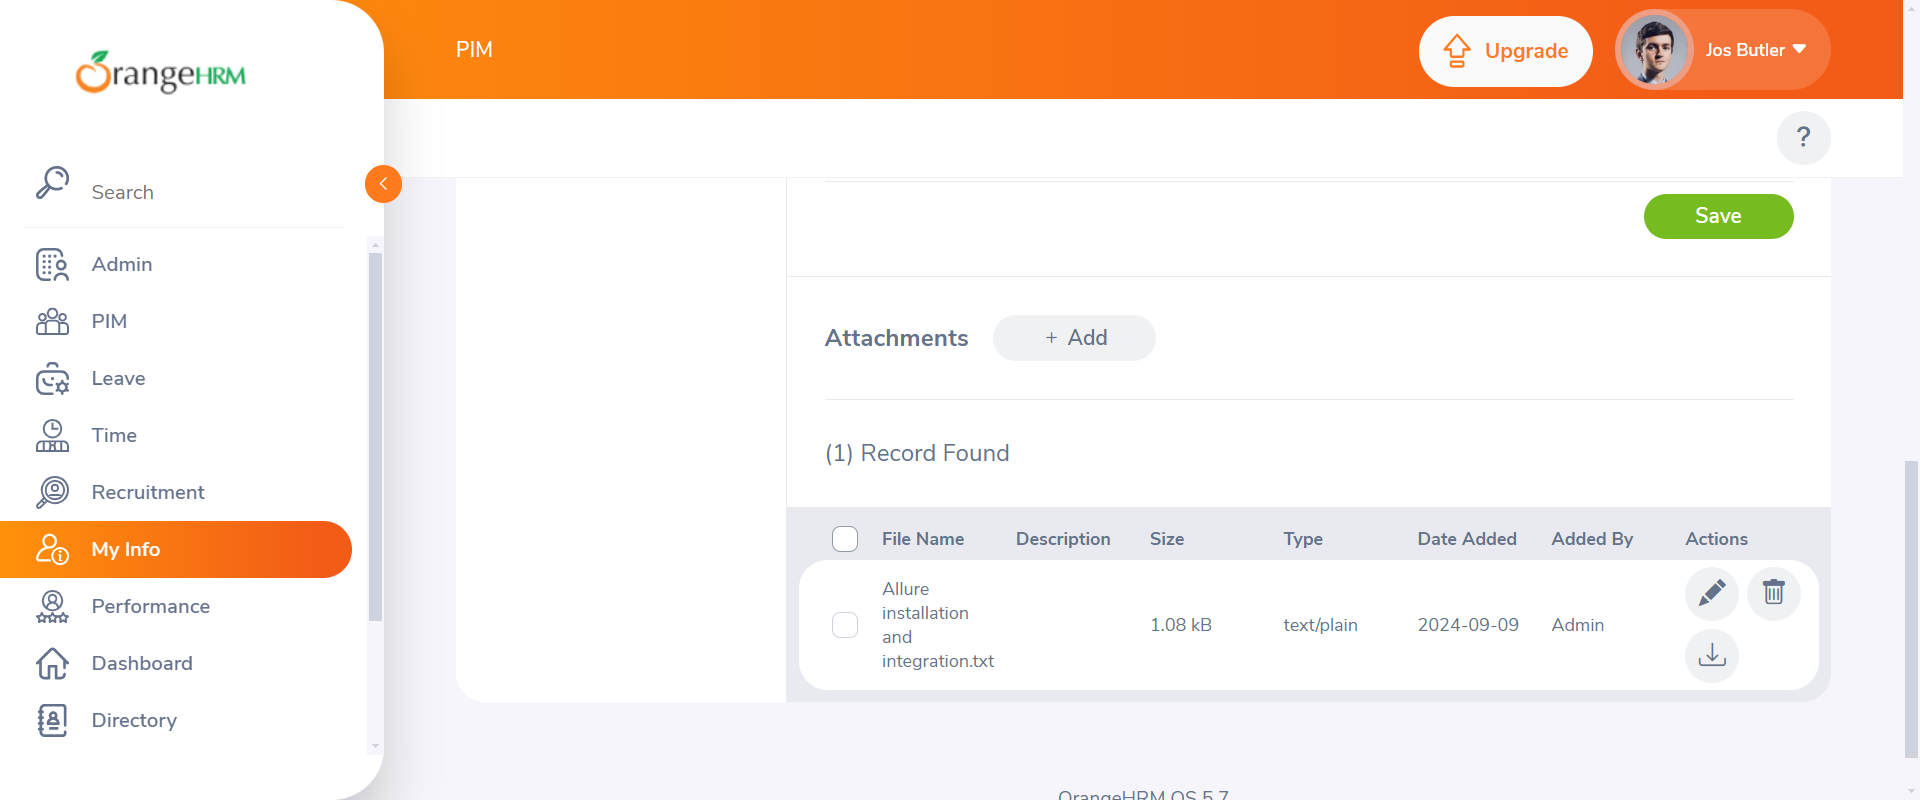 OrangeHRM
PIM
Upgrade
Jos Butler
?
Search
Admin
PIM
Leave
Time
Recruitment
My Info
Performance
Dashboard
Directory
Save
Attachments
+ Add
(1) Record Found
File Name Description Size Type Date Added Added By Actions
Allure
installation
and
integration.txt
1.08 kB text/plain 2024-09-09 Admin
OrangeHRM OS 5.7